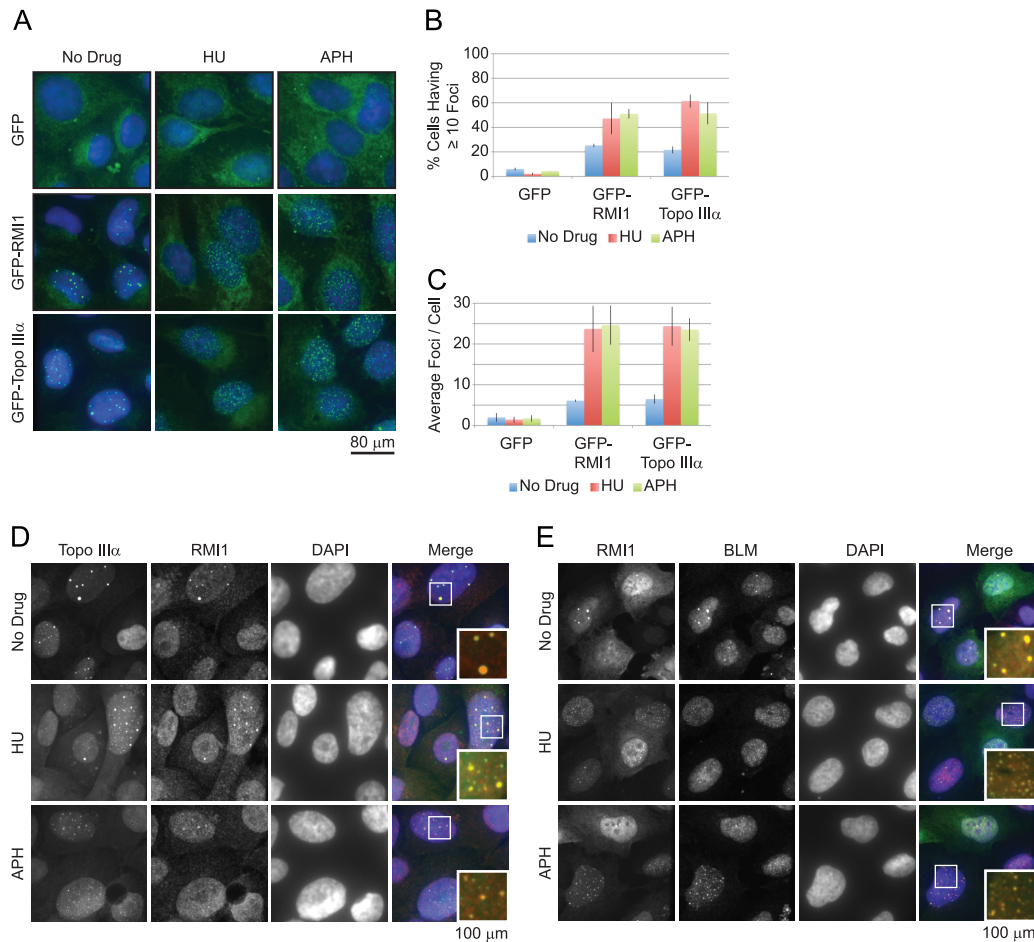 A
No Drug HU APH
GFP
GFP-RMI1
GFP-Topo IIIα
80 μm
B
% Cells Having
≥ 10 Foci
100
80
60
40
20
0
GFP GFP-RMI1 GFP-Topo IIIα
No Drug HU APH
C
Average Foci / Cell
30
20
10
0
GFP GFP-RMI1 GFP-Topo IIIα
No Drug HU APH
D
Topo IIIα RMI1 DAPI Merge
No Drug
HU
APH
100 μm
E
RMI1 BLM DAPI Merge
No Drug
HU
APH
100 μm